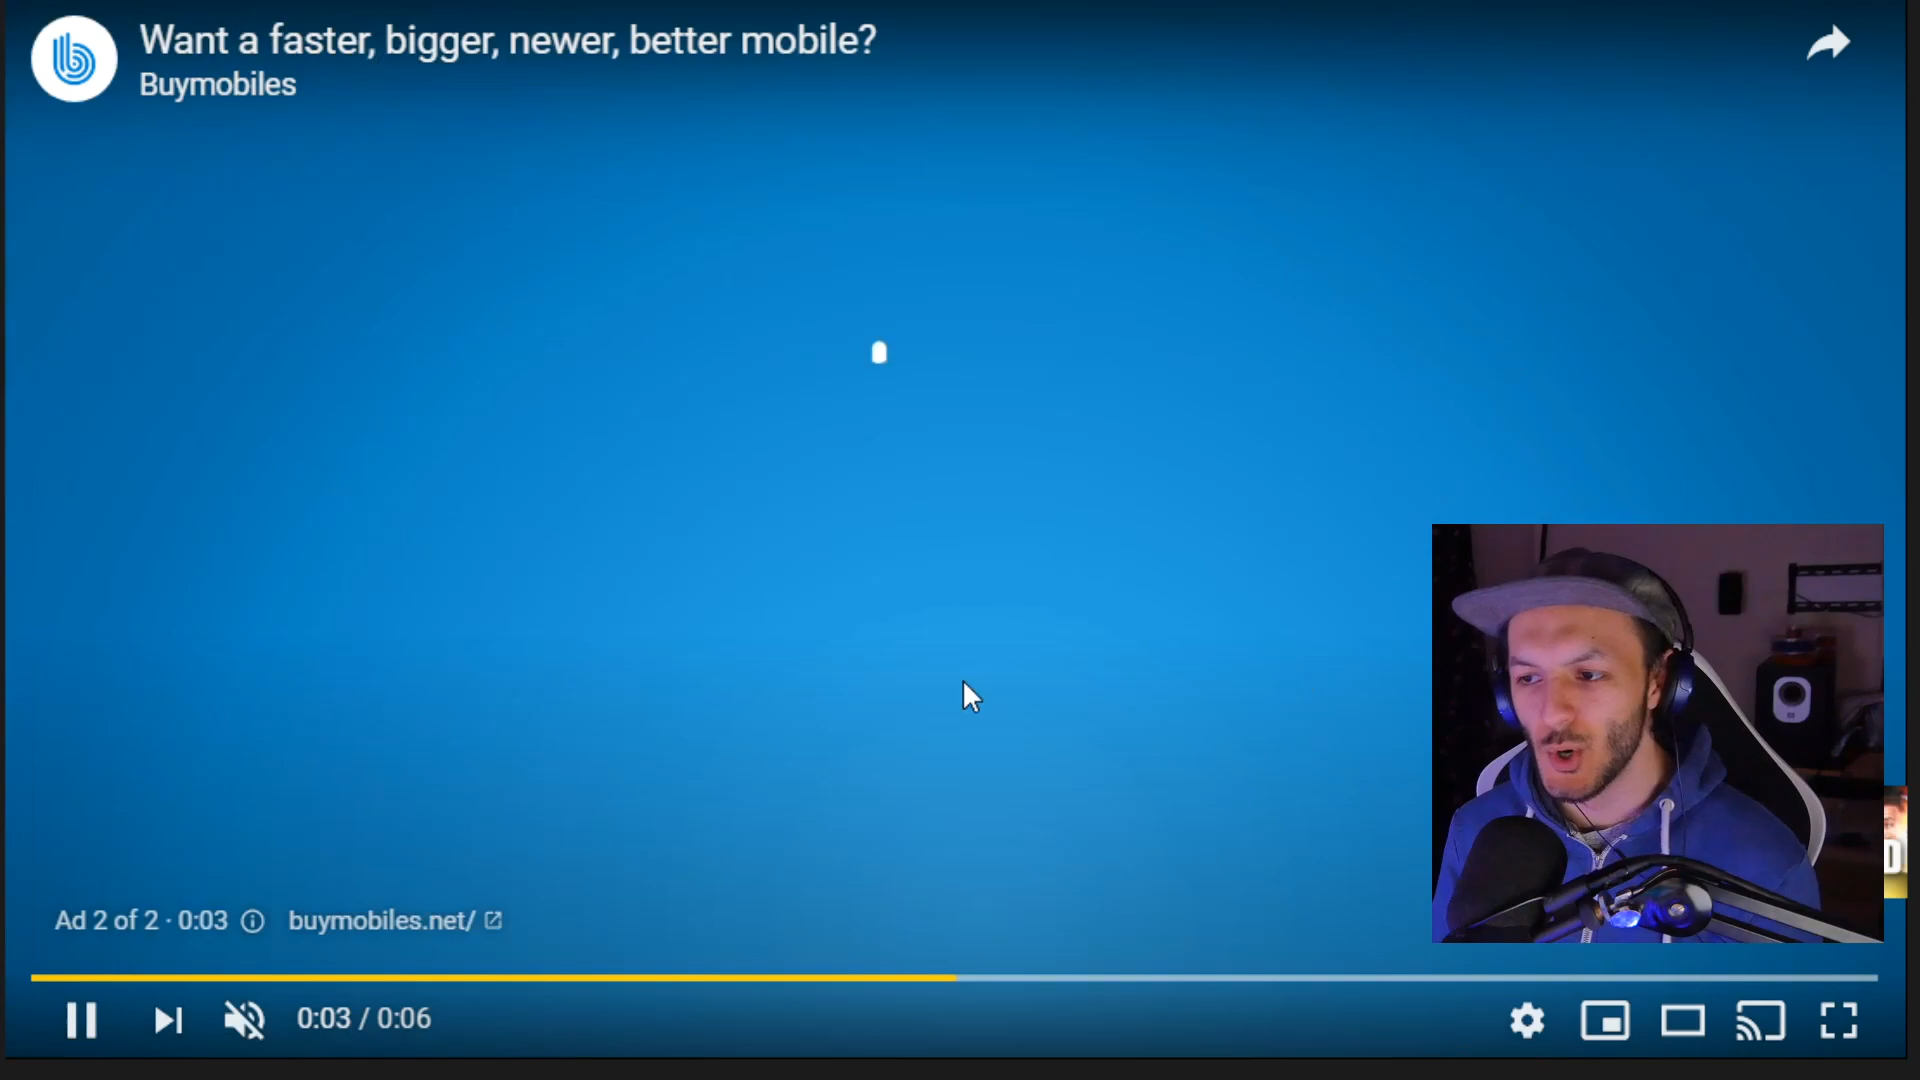 Want a faster, bigger, newer, better mobile?
Buymobiles
Ad 2 of 2 · 0:03
buymobiles.net/
0:03 / 0:06